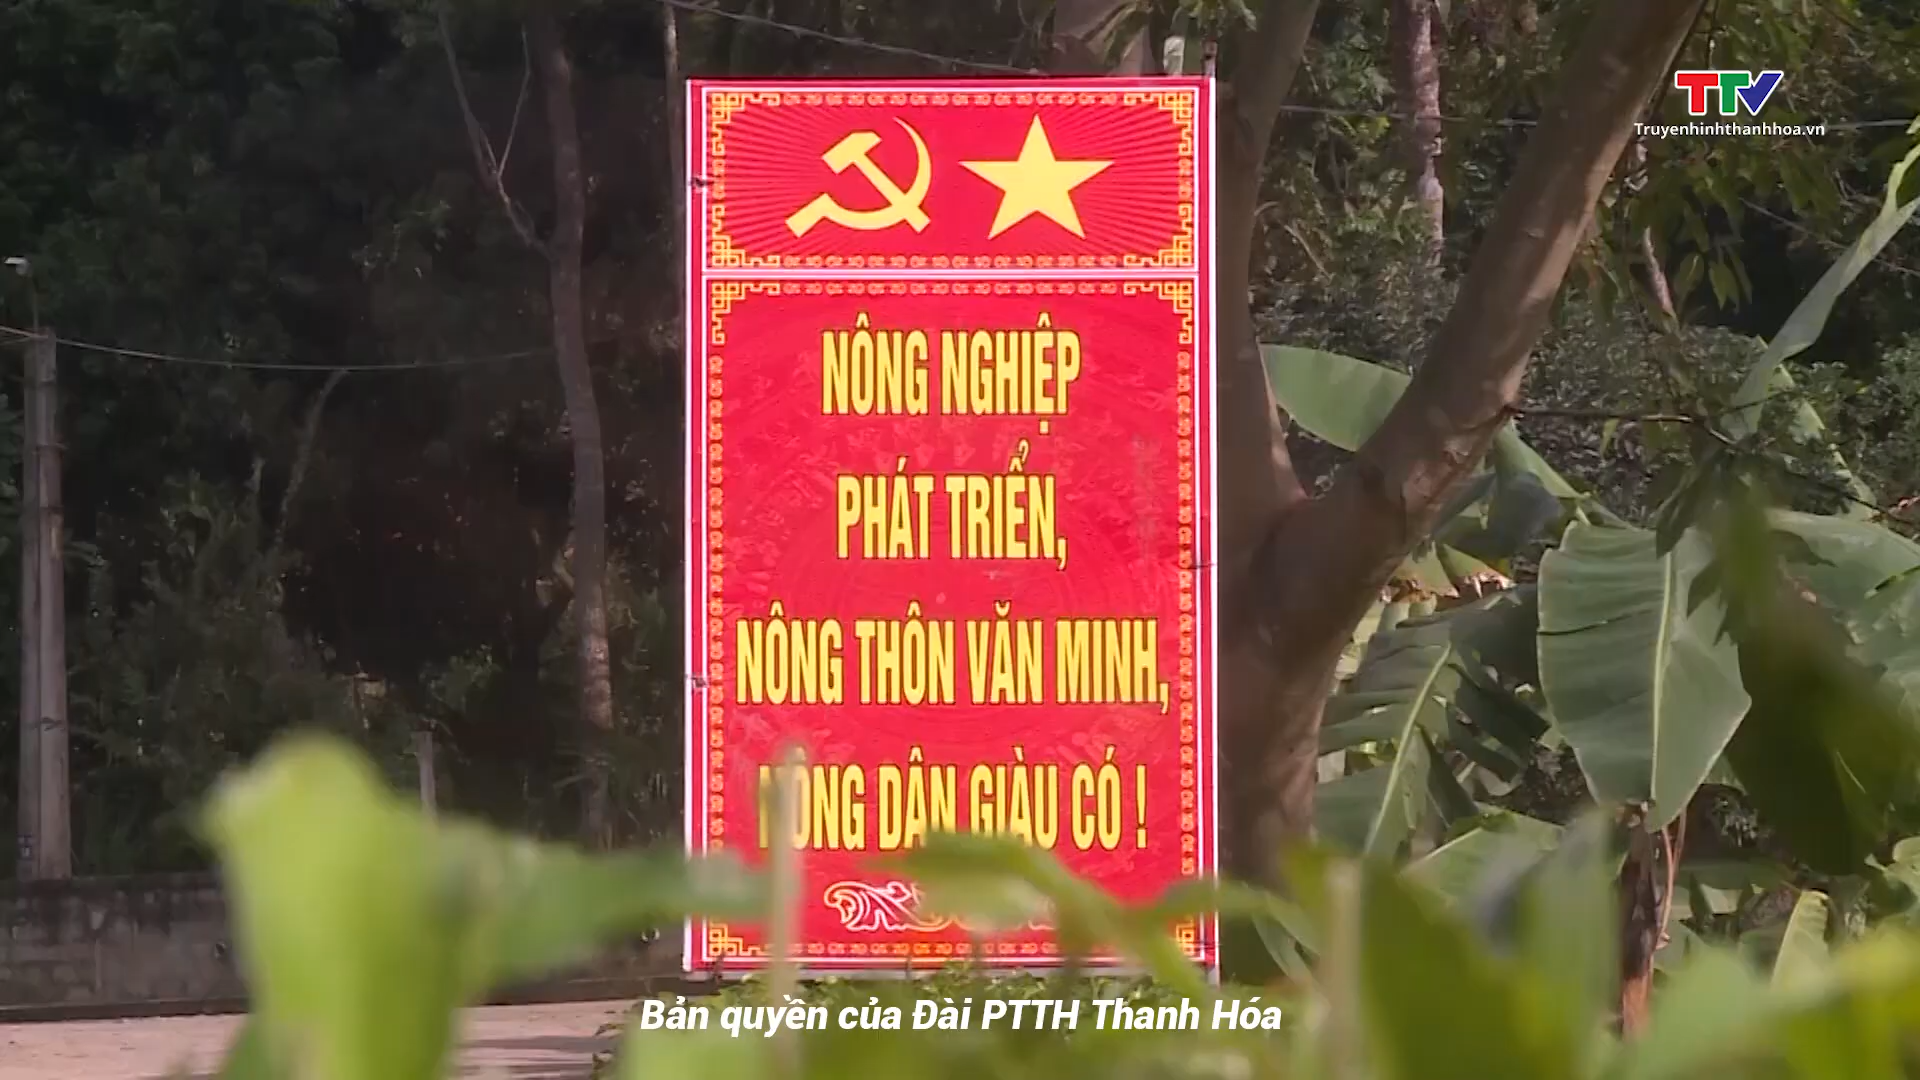 TTV
Truyenhinhthanhhoa.vn
NÔNG NGHIỆP
PHÁT TRIỂN,
NÔNG THÔN VĂN MINH,
NÔNG DÂN GIÀU CÓ !
Bản quyền của Đài PTTH Thanh Hóa